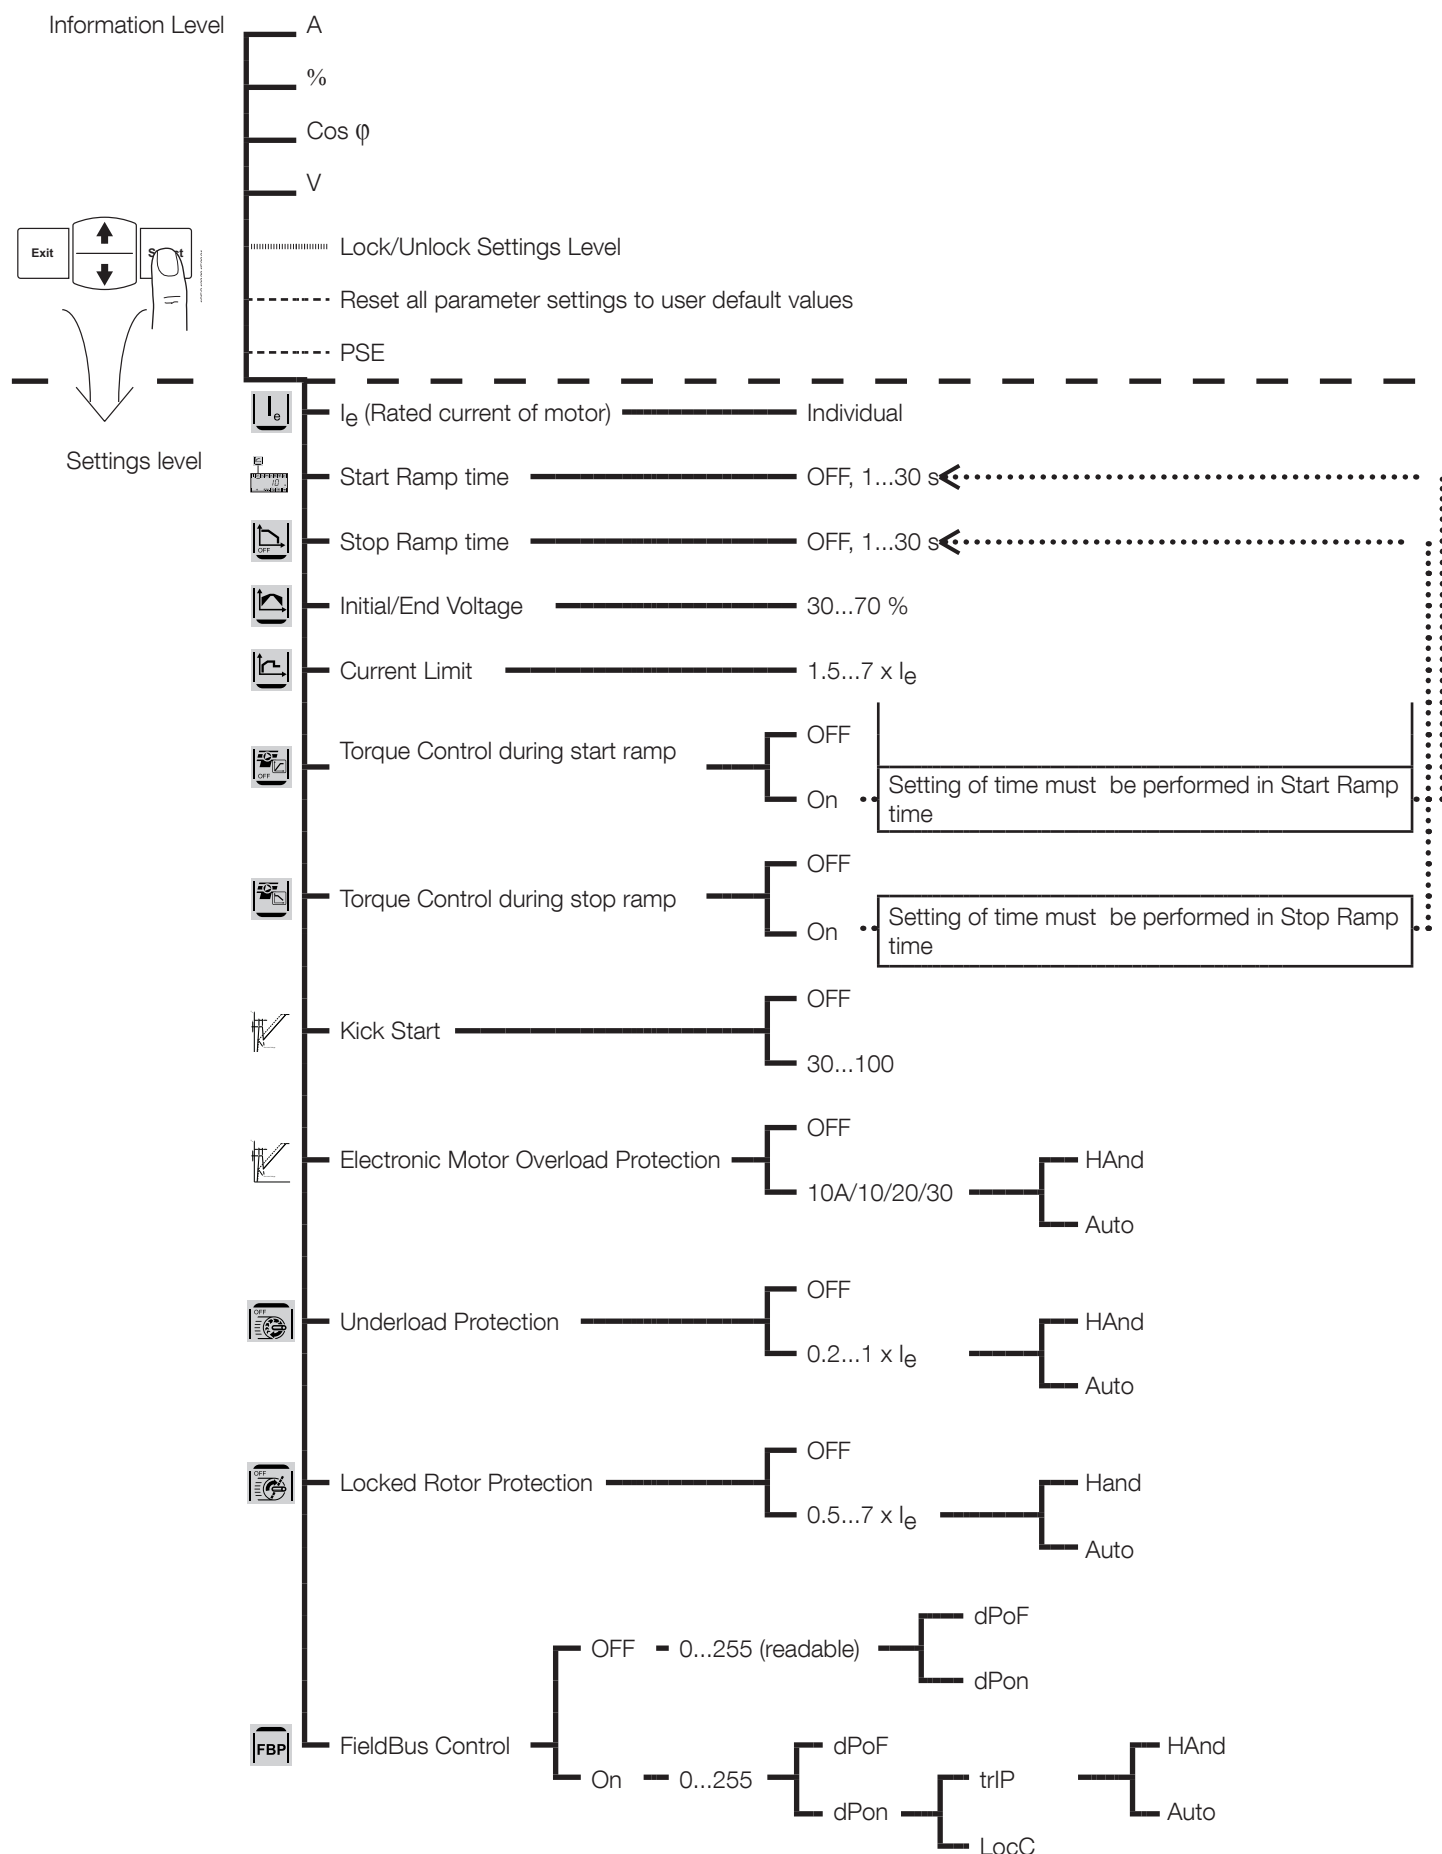 Information Level
A
%
Cos φ
V
Exit
Lock/Unlock Settings Level
Reset all parameter settings to user default values
PSE
Ie
Ie (Rated current of motor)
Individual
Settings level
Start Ramp time
OFF, 1...30 s
OFF
Stop Ramp time
OFF, 1...30 s
Initial/End Voltage
30...70 %
Current Limit
1.5...7 x Ie
OFF
Torque Control during start ramp
OFF
On
Setting of time must be performed in Start Ramp
time
Torque Control during stop ramp
OFF
On
Setting of time must be performed in Stop Ramp
time
Kick Start
OFF
30...100
Electronic Motor Overload Protection
OFF
10A/10/20/30
HAnd
Auto
OFF
Underload Protection
OFF
0.2...1 x Ie
HAnd
Auto
OFF
Locked Rotor Protection
OFF
0.5...7 x Ie
Hand
Auto
FBP
FieldBus Control
OFF
0...255 (readable)
dPoF
dPon
On
0...255
dPoF
dPon
trIP
LocC
HAnd
Auto